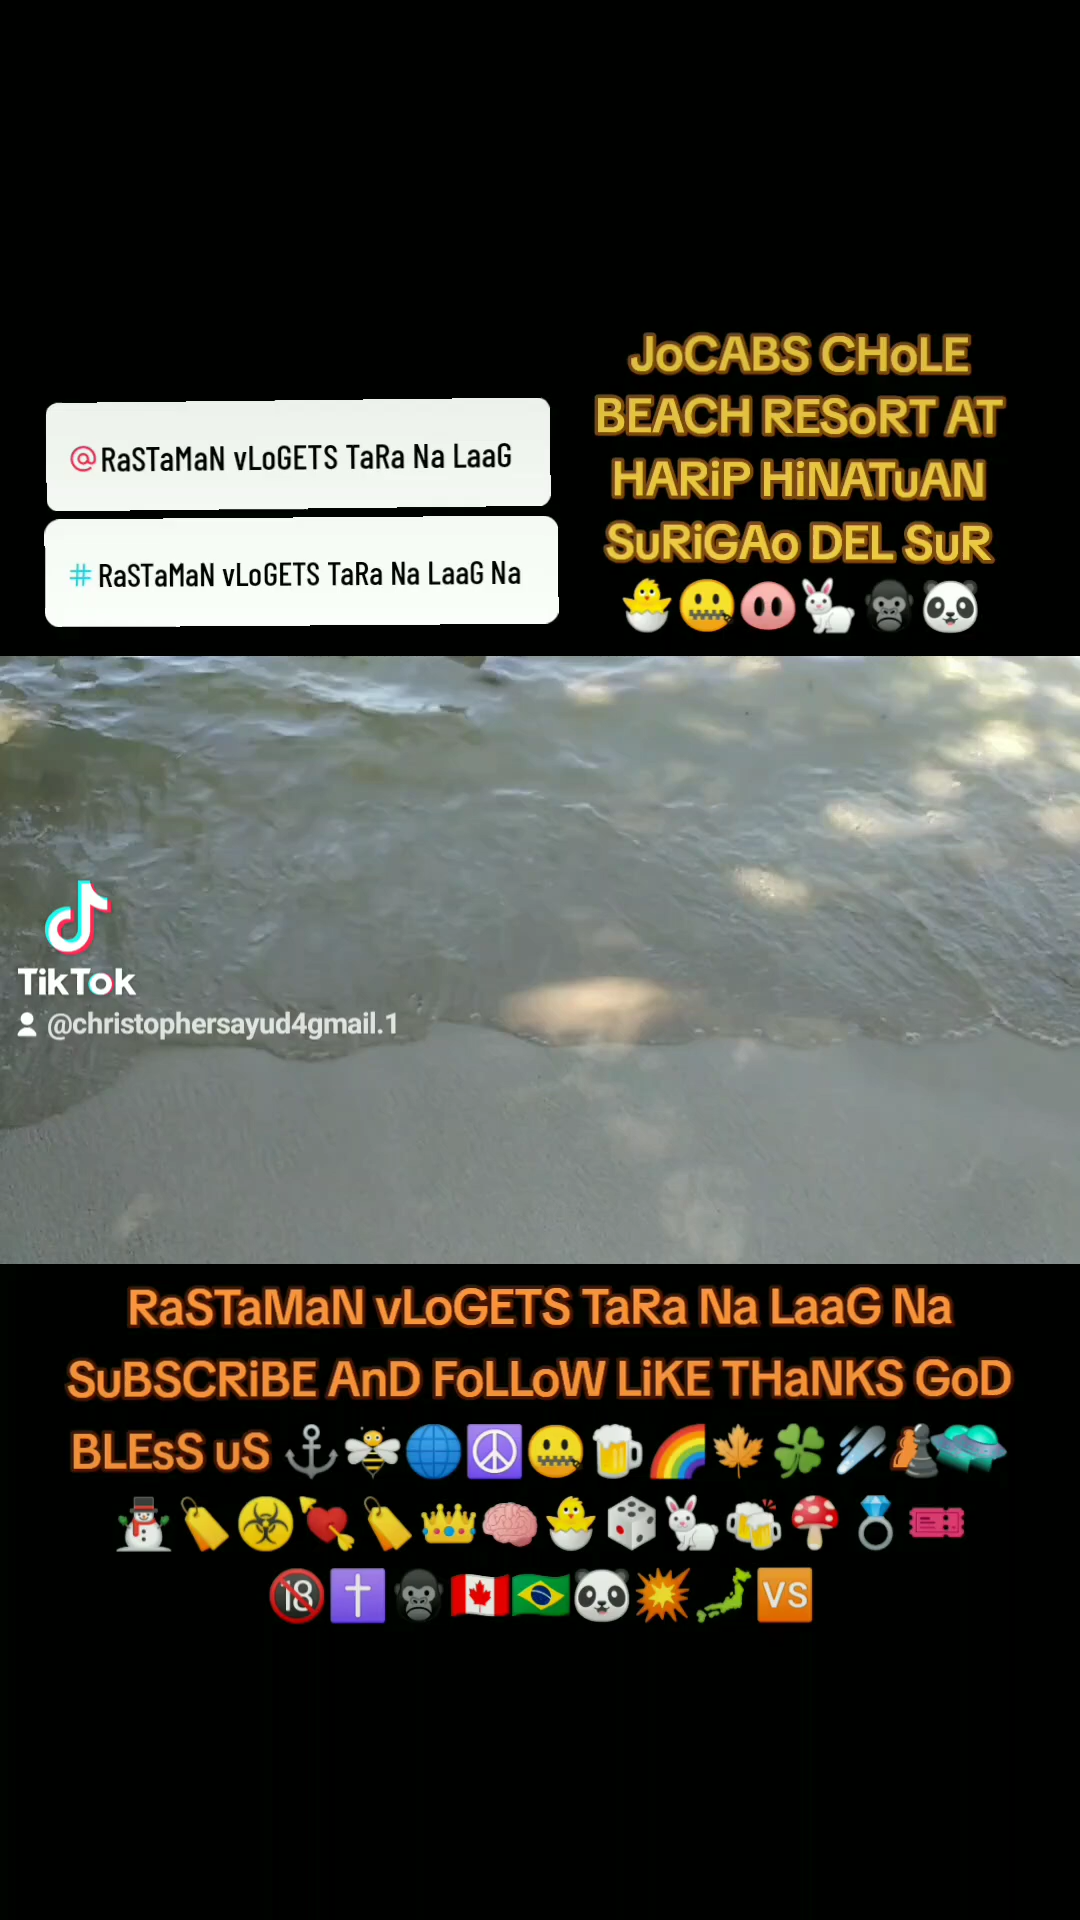 JoCABS CHoLE
BEACH RESoRT AT
HARiP HiNATuAN
SuRiGAo DEL SuR
🐣🤐🐽🐇🦍🐼
@RaSTaMaN vLoGETS TaRa Na LaaG
# RaSTaMaN vLoGETS TaRa Na LaaG Na
TikTok
@christophersayud4gmail.1
RaSTaMaN vLoGETS TaRa Na LaaG Na
SuBSCRiBE AnD FoLLoW LiKE THaNKS GoD
BLEsS uS ⚓🐝🌐☮️🤐🍺🌈🍁🍀☄️♟️🛸
⛄🏷️☣️💘🏷️👑🧠🐣🎲🐇🍻🍄💍🎫
🔞✝️🦍🇨🇦🇧🇷🐼💥🗾🆚